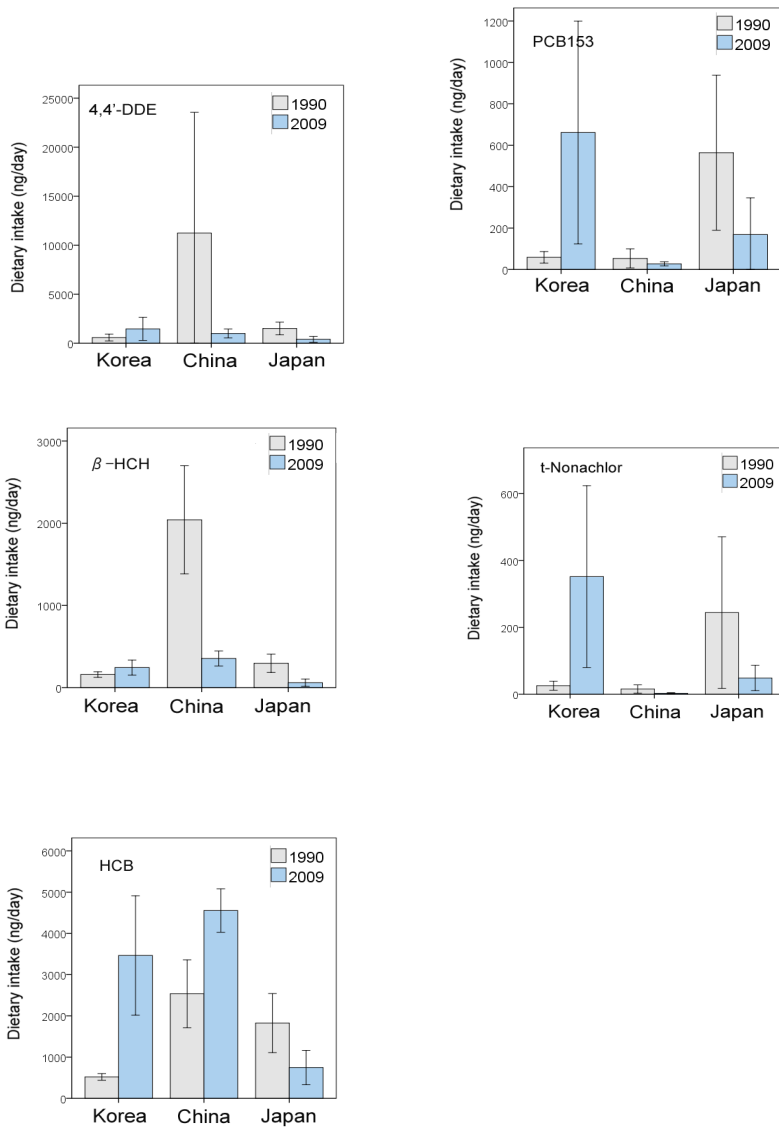 4,4'-DDE
1990
2009
Dietary intake (ng/day)
25000
20000
15000
10000
5000
0
Korea China Japan
PCB153
1990
2009
Dietary intake (ng/day)
1200
1000
800
600
400
200
0
Korea China Japan
β-HCH
1990
2009
Dietary intake (ng/day)
3000
2000
1000
0
Korea China Japan
t-Nonachlor
1990
2009
Dietary intake (ng/day)
600
400
200
0
Korea China Japan
HCB
1990
2009
Dietary intake (ng/day)
6000
5000
4000
3000
2000
1000
0
Korea China Japan